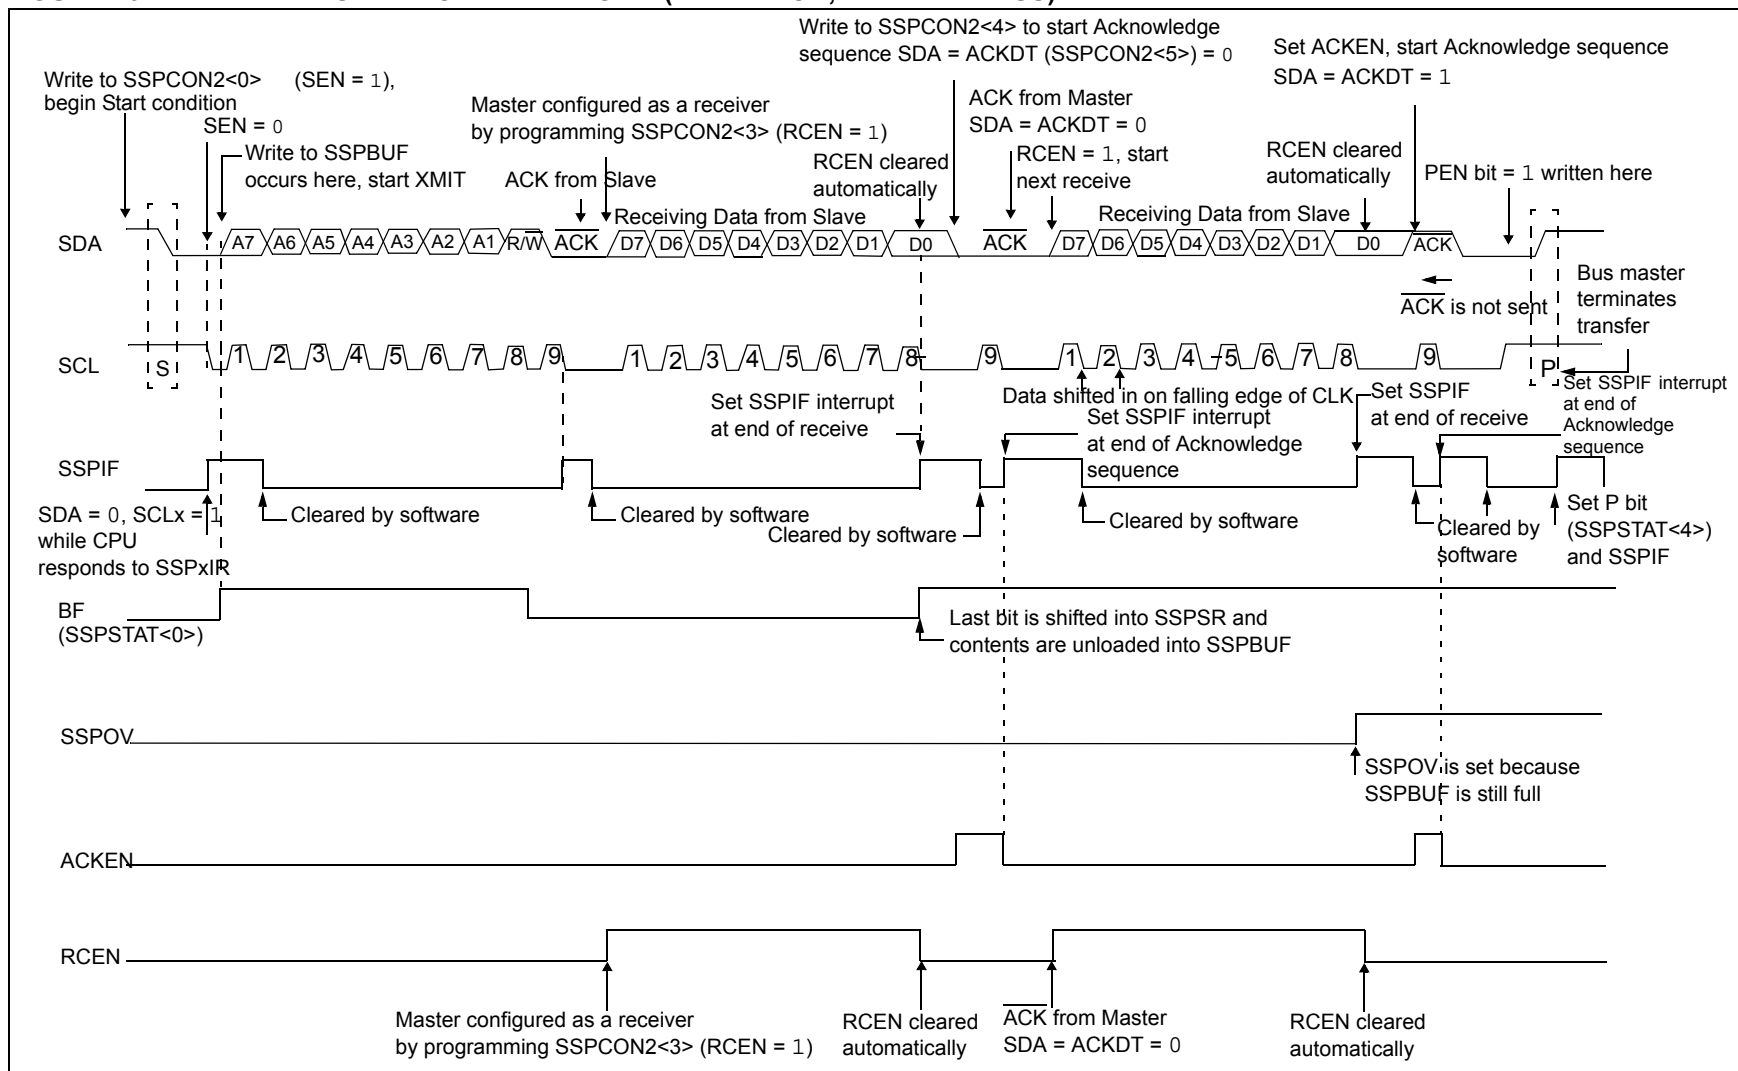 Write to SSPCON2<4> to start Acknowledge
sequence SDA = ACKDT (SSPCON2<5>) = 0
Set ACKEN, start Acknowledge sequence
SDA = ACKDT = 1
Write to SSPCON2<0> (SEN = 1),
begin Start condition
Master configured as a receiver
by programming SSPCON2<3> (RCEN = 1)
ACK from Master
SDA = ACKDT = 0
SEN = 0
Write to SSPBUF
occurs here, start XMIT
ACK from Slave
RCEN cleared
automatically
RCEN = 1, start
next receive
RCEN cleared
automatically
PEN bit = 1 written here
Receiving Data from Slave
Receiving Data from Slave
SDA A7 A6 A5 A4 A3 A2 A1 R/W ACK D7 D6 D5 D4 D3 D2 D1 D0 ACK D7 D6 D5 D4 D3 D2 D1 D0 ACK
ACK is not sent
Bus master
terminates
transfer
SCL S 1 2 3 4 5 6 7 8 9 1 2 3 4 5 6 7 8 9 1 2 3 4 5 6 7 8 9 P
Data shifted in on falling edge of CLK
Set SSPIF interrupt
at end of receive
Set SSPIF interrupt
at end of Acknowledge
sequence
Set SSPIF
at end of receive
Set SSPIF interrupt
at end of
Acknowledge
sequence
SSPIF
SDA = 0, SCLx = 1
while CPU
responds to SSPxIR
Cleared by software
Cleared by software
Cleared by software
Cleared by software
Cleared by
software
Set P bit
(SSPSTAT<4>)
and SSPIF
BF
(SSPSTAT<0>)
Last bit is shifted into SSPSR and
contents are unloaded into SSPBUF
SSPOV
SSPOV is set because
SSPBUF is still full
ACKEN
RCEN
Master configured as a receiver
by programming SSPCON2<3> (RCEN = 1)
RCEN cleared
automatically
ACK from Master
SDA = ACKDT = 0
RCEN cleared
automatically